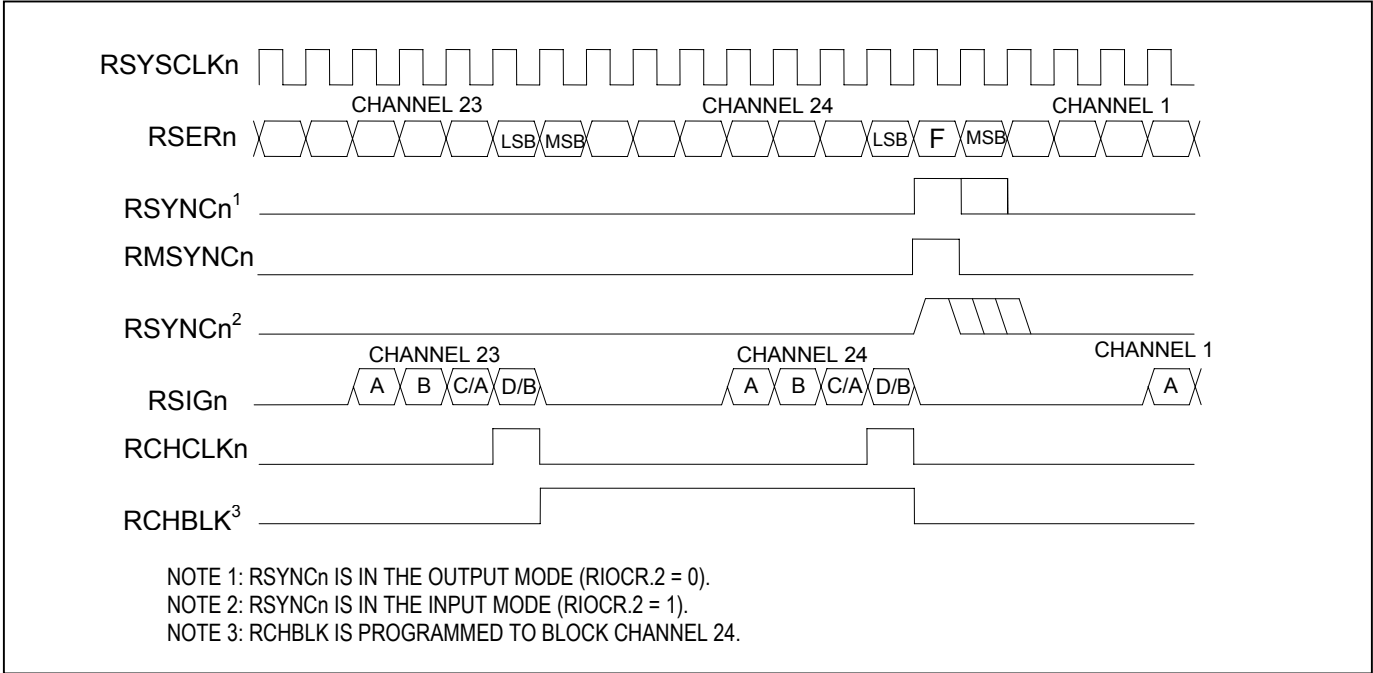 RSYSCLKn
CHANNEL 23 CHANNEL 24 CHANNEL 1
RSERn LSB MSB LSB F MSB
RSYNCn1
RMSYNCn
RSYNCn2
CHANNEL 23 CHANNEL 24 CHANNEL 1
RSIGn A B C/A D/B A B C/A D/B A
RCHCLKn
RCHBLK3
NOTE 1: RSYNCn IS IN THE OUTPUT MODE (RIOCR.2 = 0).
NOTE 2: RSYNCn IS IN THE INPUT MODE (RIOCR.2 = 1).
NOTE 3: RCHBLK IS PROGRAMMED TO BLOCK CHANNEL 24.